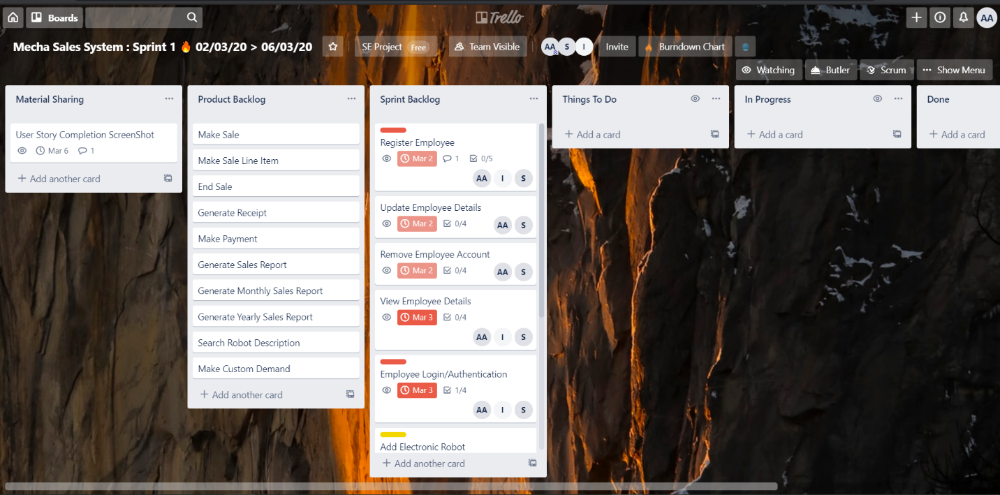 Boards
Trello
AA
Mecha Sales System : Sprint 1 🔥 02/03/20 > 06/03/20
SE Project Free
Team Visible
AA S I
Invite
Burndown Chart
Watching
Butler
Scrum
Show Menu
Material Sharing
User Story Completion ScreenShot
Mar 6 1
+ Add another card
Product Backlog
Make Sale
Make Sale Line Item
End Sale
Generate Receipt
Make Payment
Generate Sales Report
Generate Monthly Sales Report
Generate Yearly Sales Report
Search Robot Description
Make Custom Demand
+ Add another card
Sprint Backlog
Register Employee
Mar 2 1 0/5
AA I S
Update Employee Details
Mar 2 0/4
AA S
Remove Employee Account
Mar 2 0/4
AA S
View Employee Details
Mar 3 0/4
AA I S
Employee Login/Authentication
Mar 3 1/4
AA I S
Add Electronic Robot
+ Add another card
Things To Do
+ Add a card
In Progress
+ Add a card
Done
+ Add a card